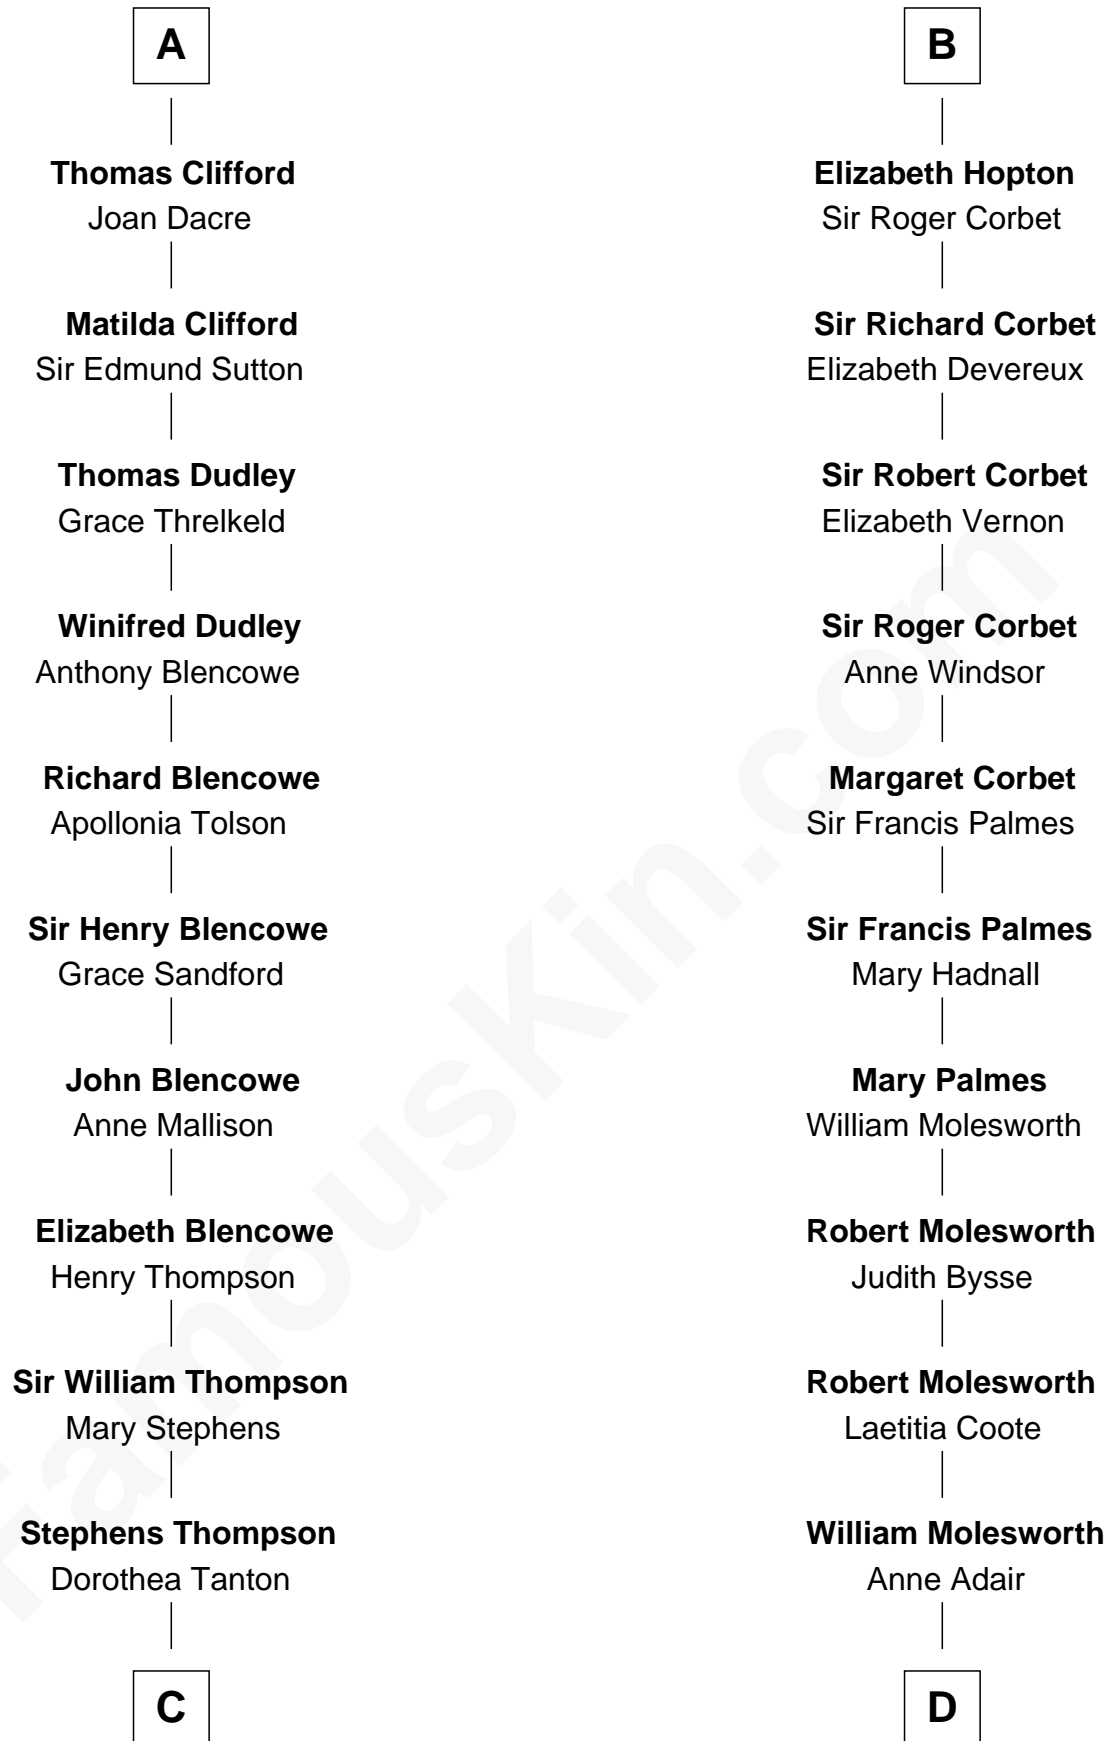 A
Thomas Clifford
Joan Dacre
Matilda Clifford
Sir Edmund Sutton
Thomas Dudley
Grace Threlkeld
Winifred Dudley
Anthony Blencowe
Richard Blencowe
Apollonia Tolson
Sir Henry Blencowe
Grace Sandford
John Blencowe
Anne Mallison
Elizabeth Blencowe
Henry Thompson
Sir William Thompson
Mary Stephens
Stephens Thompson
Dorothea Tanton
C
B
Elizabeth Hopton
Sir Roger Corbet
Sir Richard Corbet
Elizabeth Devereux
Sir Robert Corbet
Elizabeth Vernon
Sir Roger Corbet
Anne Windsor
Margaret Corbet
Sir Francis Palmes
Sir Francis Palmes
Mary Hadnall
Mary Palmes
William Molesworth
Robert Molesworth
Judith Bysse
Robert Molesworth
Laetitia Coote
William Molesworth
Anne Adair
D
FamousKin.com